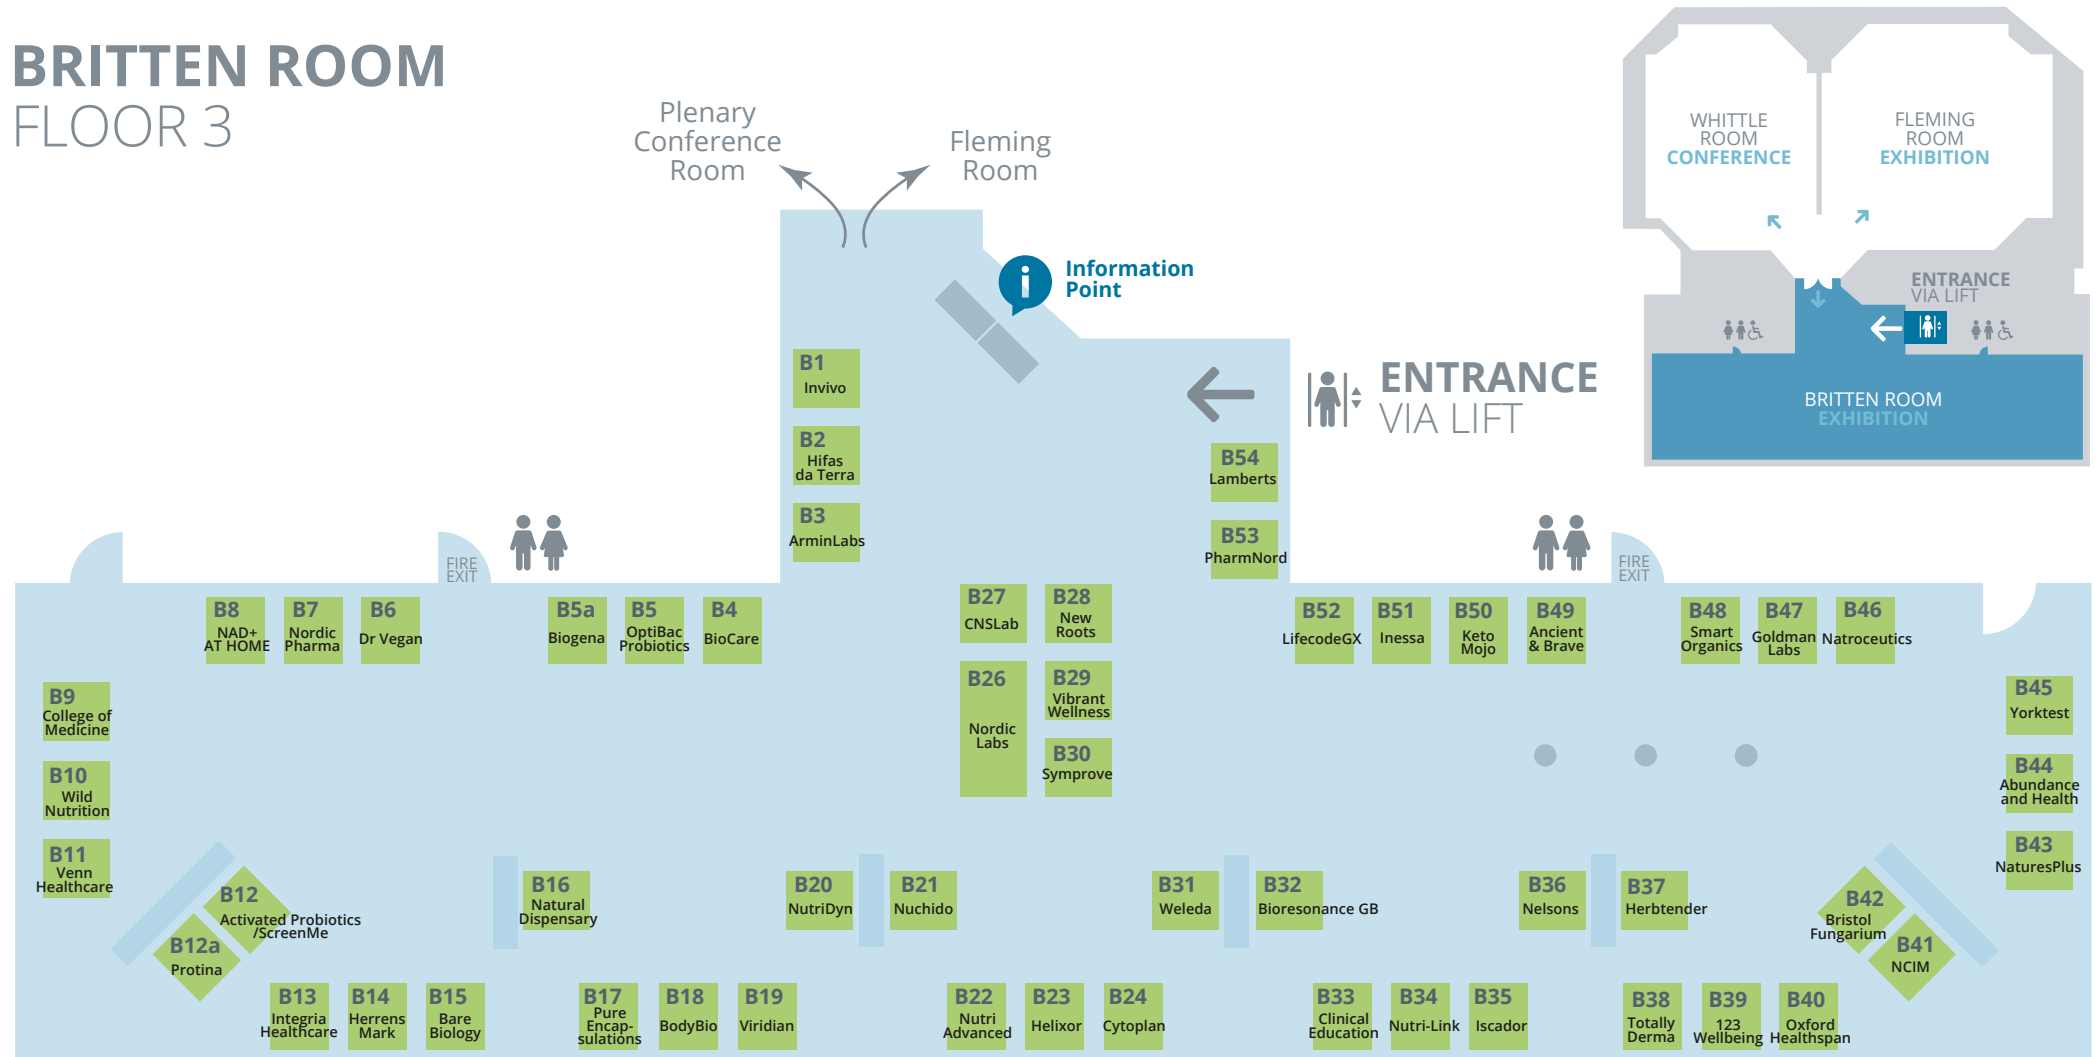 BRITTEN ROOM
FLOOR 3
Plenary
Conference
Room
Fleming
Room
Information
Point
ENTRANCE
VIA LIFT
WHITTLE
ROOM
CONFERENCE
FLEMING
ROOM
EXHIBITION
ENTRANCE
VIA LIFT
BRITTEN ROOM
EXHIBITION
B1
Invivo
B2
Hifas
da Terra
B3
ArminLabs
B54
Lamberts
B53
PharmNord
FIRE
EXIT
FIRE
EXIT
B8
NAD+
AT HOME
B7
Nordic
Pharma
B6
Dr Vegan
B5a
Biogena
B5
OptiBac
Probiotics
B4
BioCare
B27
CNSLab
B28
New
Roots
B26
Nordic
Labs
B29
Vibrant
Wellness
B30
Symprove
B52
LifecodeGX
B51
Inessa
B50
Keto
Mojo
B49
Ancient
& Brave
B48
Smart
Organics
B47
Goldman
Labs
B46
Natroceutics
B9
College of
Medicine
B10
Wild
Nutrition
B11
Venn
Healthcare
B45
Yorktest
B44
Abundance
and Health
B43
NaturesPlus
B12
Activated Probiotics
/ScreenMe
B12a
Protina
B16
Natural
Dispensary
B20
NutriDyn
B21
Nuchido
B31
Weleda
B32
Bioresonance GB
B36
Nelsons
B37
Herbtender
B42
Bristol
Fungarium
B41
NCIM
B13
Integria
Healthcare
B14
Herrens
Mark
B15
Bare
Biology
B17
Pure
Encap-
sulations
B18
BodyBio
B19
Viridian
B22
Nutri
Advanced
B23
Helixor
B24
Cytoplan
B33
Clinical
Education
B34
Nutri-Link
B35
Iscador
B38
Totally
Derma
B39
123
Wellbeing
B40
Oxford
Healthspan